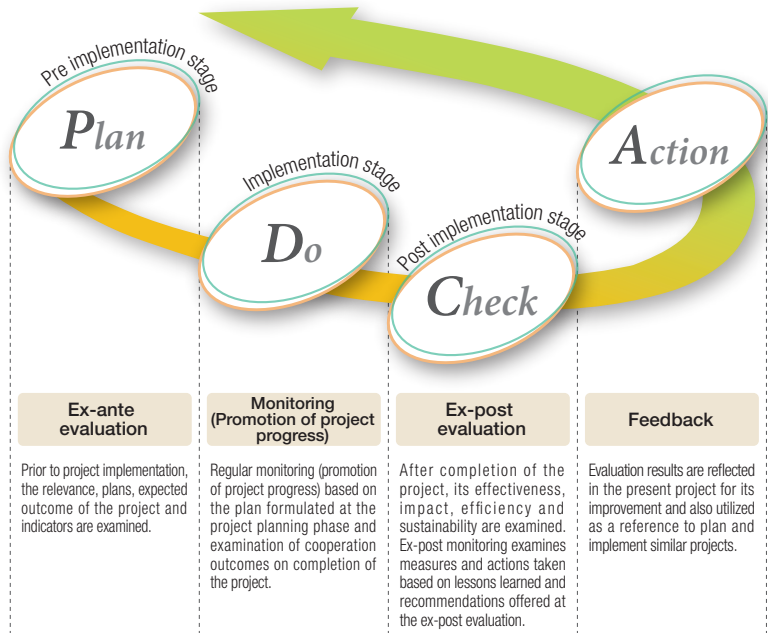 Pre implementation stage
Plan
Implementation stage
Do
Post implementation stage
Check
Action
Ex-ante
evaluation
Prior to project implementation,
the relevance, plans, expected
outcome of the project and
indicators are examined.
Monitoring
(Promotion of project
progress)
Regular monitoring (promotion
of project progress) based on
the plan formulated at the
project planning phase and
examination of cooperation
outcomes on completion of
the project.
Ex-post
evaluation
After completion of the
project, its effectiveness,
impact, efficiency and
sustainability are examined.
Ex-post monitoring examines
measures and actions taken
based on lessons learned and
recommendations offered at
the ex-post evaluation.
Feedback
Evaluation results are reflected
in the present project for its
improvement and also utilized
as a reference to plan and
implement similar projects.